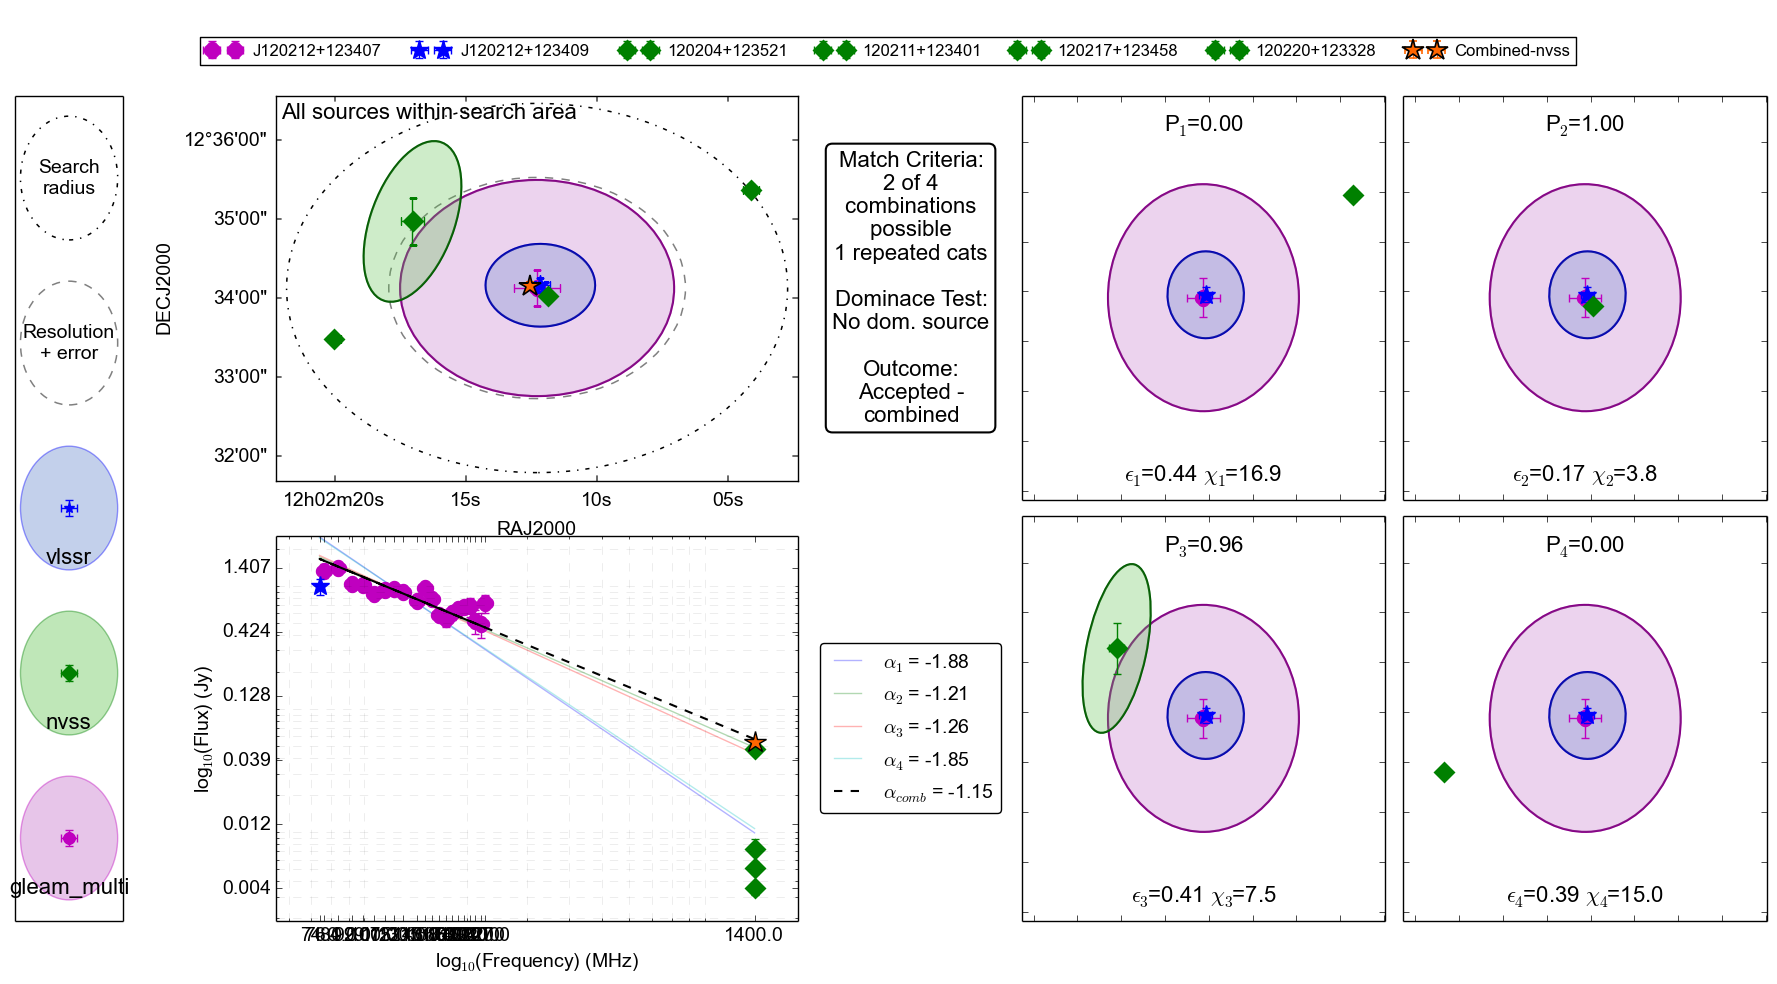 J120212+123407 J120212+123409 120204+123521 120211+123401 120217+123458 120220+123328 Combined-nvss
Search
radius
Resolution
+ error
vlssr
nvss
gleam_multi
All sources within search area
12°36'00"
35'00"
34'00"
33'00"
32'00"
DECJ2000
12h02m20s 15s 10s 05s
RAJ2000
Match Criteria:
2 of 4
combinations
possible
1 repeated cats
Dominace Test:
No dom. source
Outcome:
Accepted -
combined
P1=0.00
ϵ1=0.44 χ1=16.9
P2=1.00
ϵ2=0.17 χ2=3.8
P3=0.96
ϵ3=0.41 χ3=7.5
P4=0.00
ϵ4=0.39 χ4=15.0
1.407
0.424
0.128
0.039
0.012
0.004
log10(Flux) (Jy)
1400.0
log10(Frequency) (MHz)
α1 = -1.88
α2 = -1.21
α3 = -1.26
α4 = -1.85
αcomb = -1.15